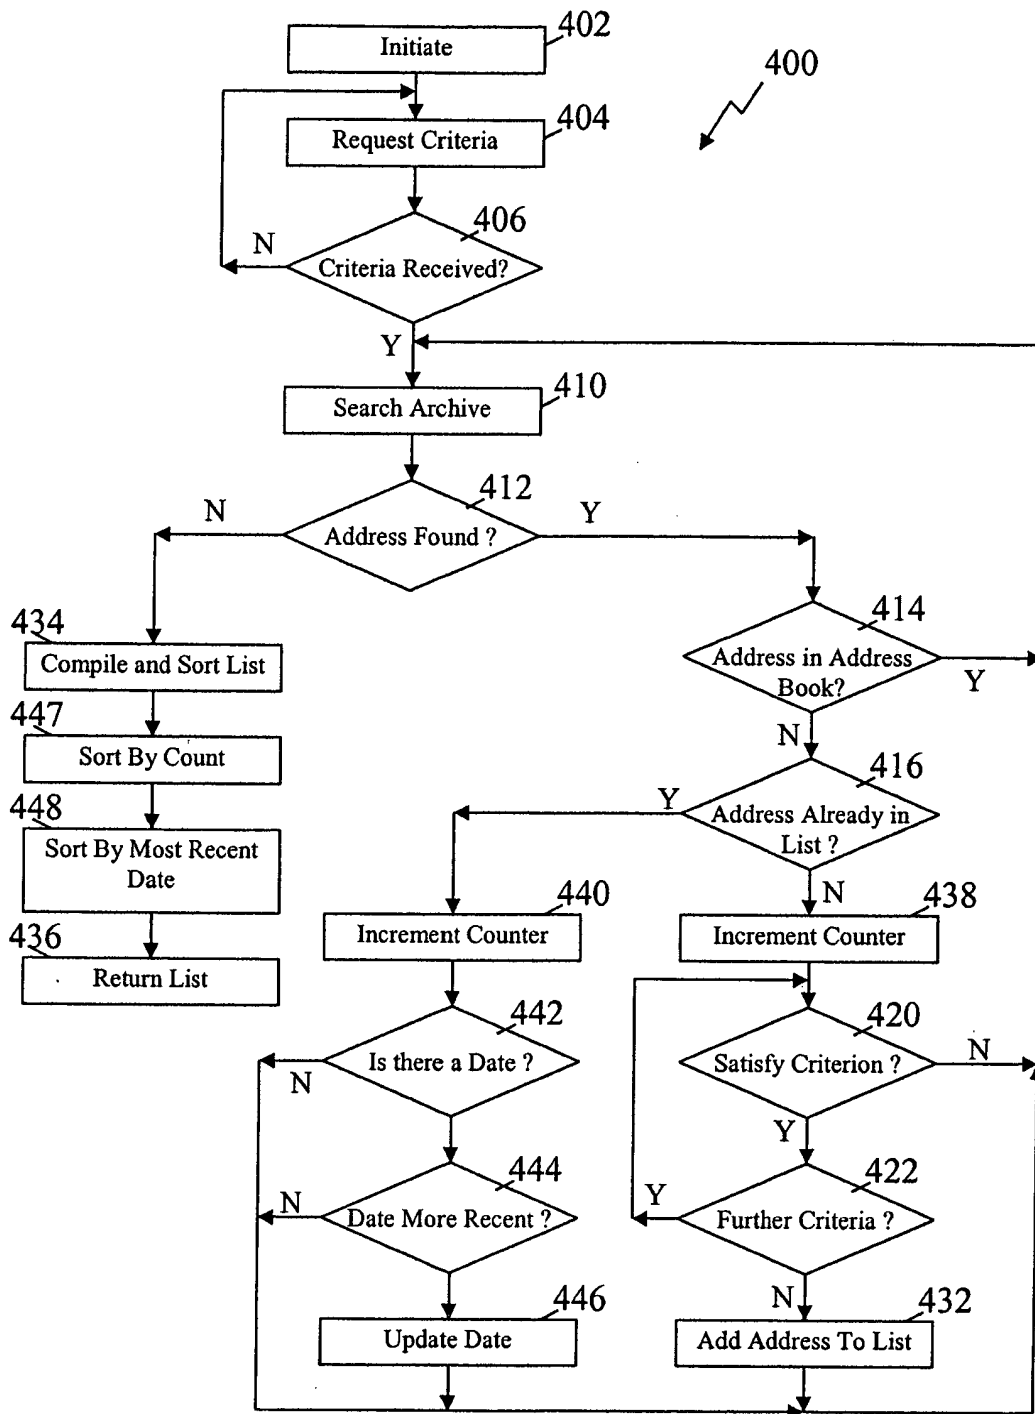 402
Initiate
400
404
Request Criteria
406
N
Criteria Received?
Y
410
Search Archive
412
N
Y
Address Found ?
434
Compile and Sort List
414
Address in Address
Book?
Y
447
Sort By Count
N
416
Y
Address Already in
List ?
448
Sort By Most Recent
Date
N
440
Increment Counter
438
Increment Counter
436
Return List
442
Is there a Date ?
N
420
Satisfy Criterion ?
N
Y
444
N
Date More Recent ?
422
Y
Further Criteria ?
N
446
Update Date
432
Add Address To List